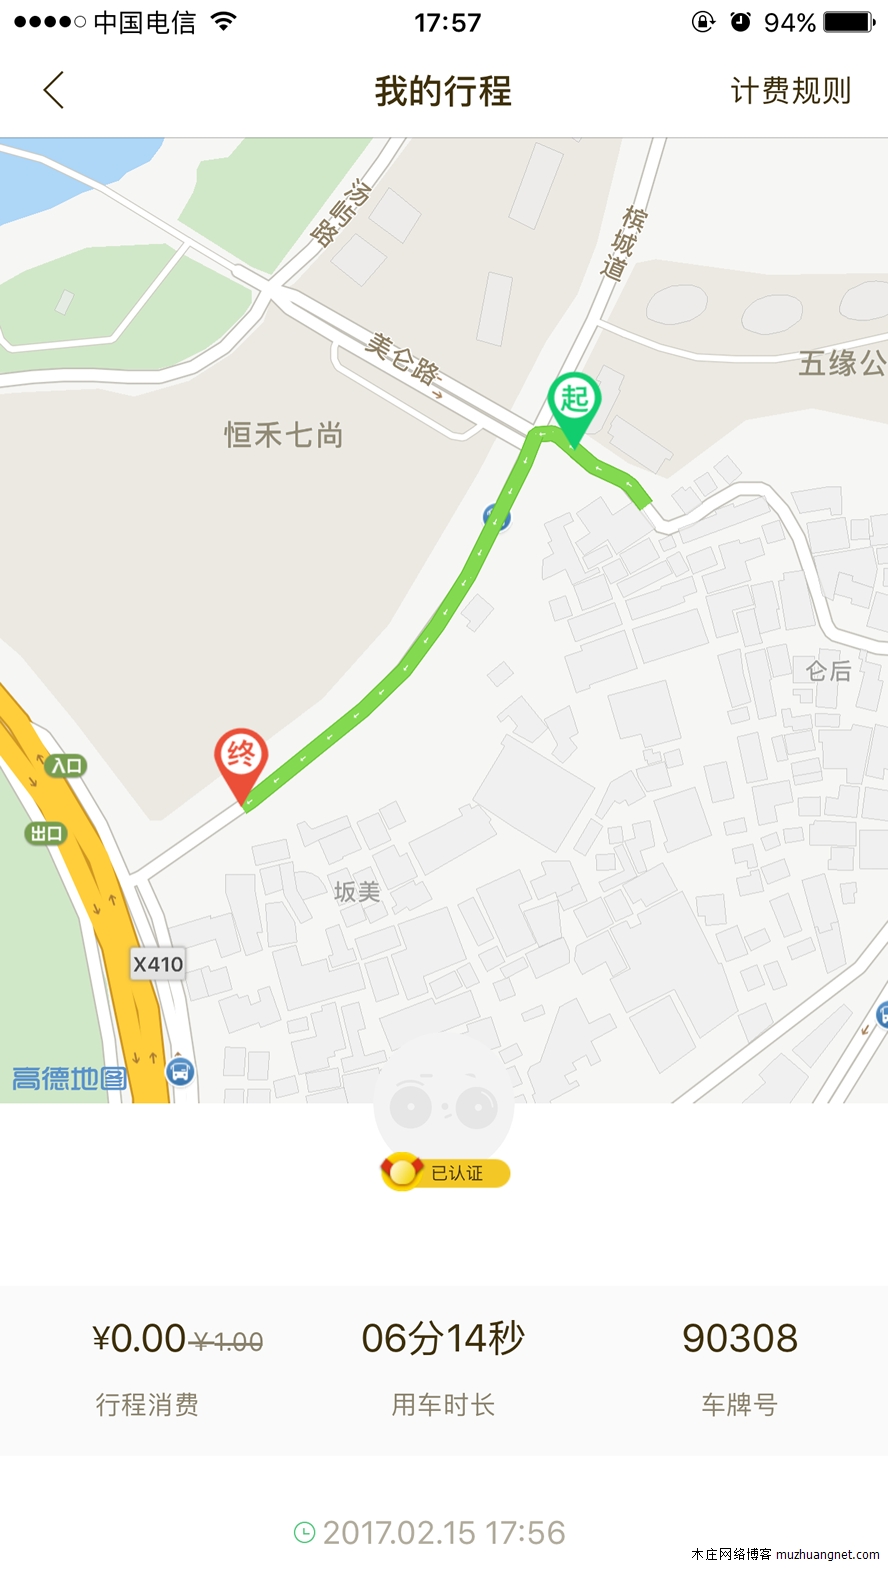 中国电信 17:57 94%
我的行程 计费规则
汤屿路
槟城道
美仑路
五缘公
起
恒禾七尚
仑后
终
入口
出口
坂美
X410
高德地图
已认证
¥0.00 ¥1.00 06分14秒 90308
行程消费 用车时长 车牌号
2017.02.15 17:56
木庄网络博客 muzhuangnet.com